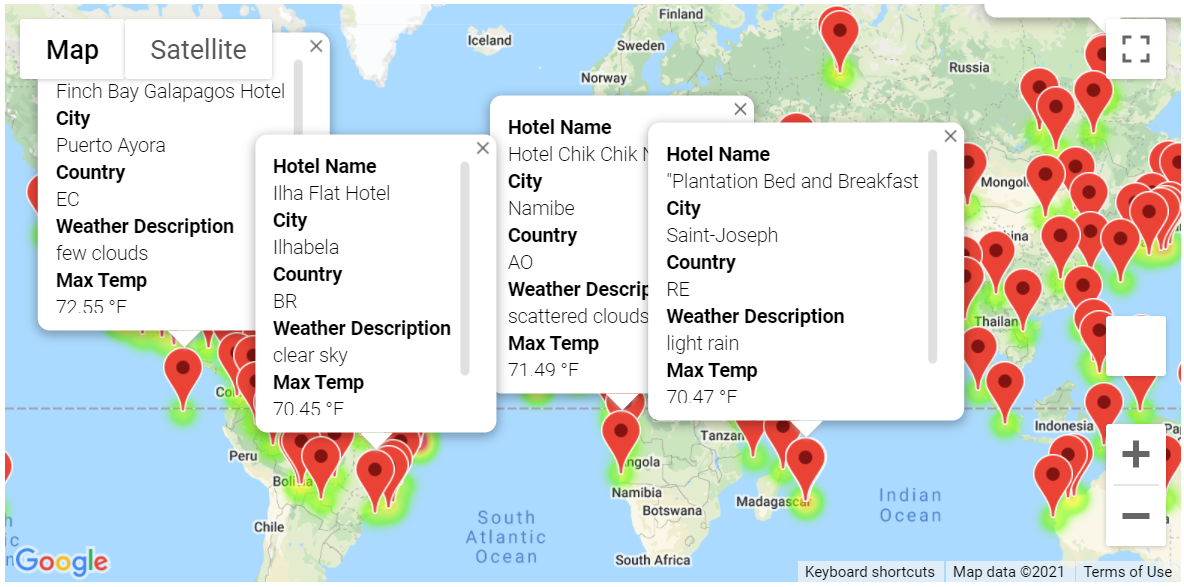 Map
Satellite
Finch Bay Galapagos Hotel
City
Puerto Ayora
Country
EC
Weather Description
few clouds
Max Temp
72.55 °F
Hotel Name
Ilha Flat Hotel
City
Ilhabela
Country
BR
Weather Description
clear sky
Max Temp
70.45 °F
Hotel Name
Hotel Chik Chik
City
Namibe
Country
AO
Weather Descrip
scattered clouds
Max Temp
71.49 °F
Hotel Name
"Plantation Bed and Breakfast
City
Saint-Joseph
Country
RE
Weather Description
light rain
Max Temp
70.47 °F
Iceland
Finland
Sweden
Norway
Russia
Mongol
ina
Thailan
Indonesia
Pap
Co
Peru
Boli
Chile
Tanzan
ngola
Namibia
Botswana
Madagascar
South Africa
South
Atlantic
Ocean
Indian
Ocean
Google
Keyboard shortcuts
Map data ©2021
Terms of Use